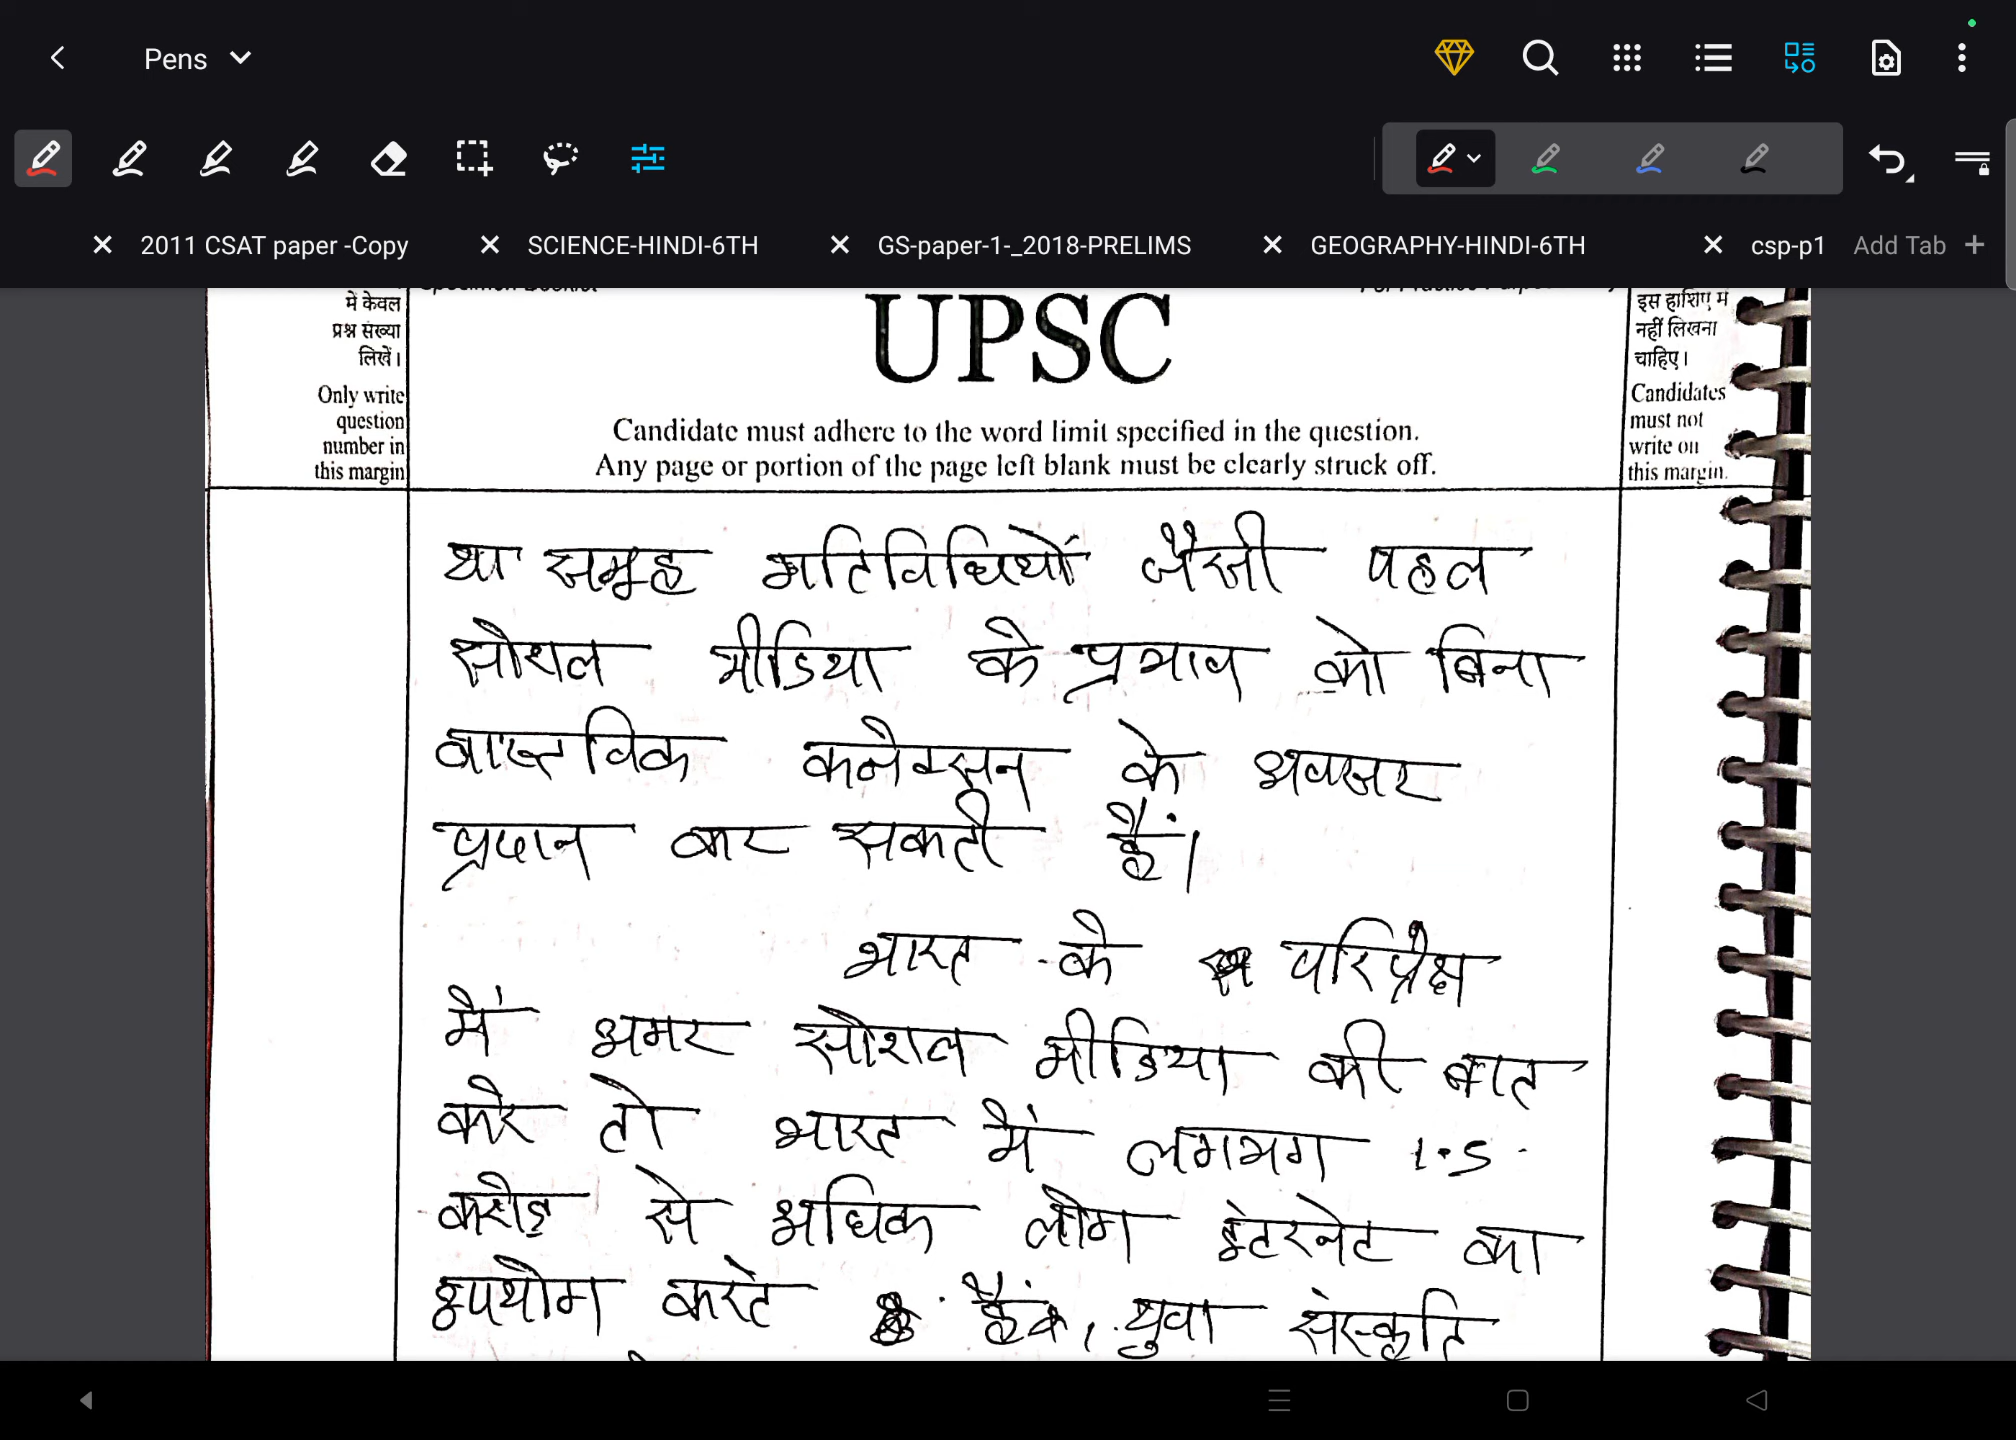 Pens
2011 CSAT paper -Copy
SCIENCE-HINDI-6TH
GS-paper-1-_2018-PRELIMS
GEOGRAPHY-HINDI-6TH
csp-p1
Add Tab +
में केवल
प्रश्न संख्या
लिखें।
Only write
question
number in
this margin
UPSC
Candidate must adhere to the word limit specified in the question.
Any page or portion of the page left blank must be clearly struck off.
इस हाशिए में
नहीं लिखना
चाहिए।
Candidates
must not
write on
this margin.
या समूह गतिविधियों जैसी पहल
सोशल मीडिया के प्रभाव को बिना
वास्तविक कनेक्सन के अवसर
प्रदान कर सकती हैं।
भारत के परिप्रेक्ष
में अगर सोशल मीडिया की बात
करे तो भारत में लगभग 1.5
करोड़ से अधिक लोग इंटरनेट का
उपयोग करते हैं, युवा संस्कृति